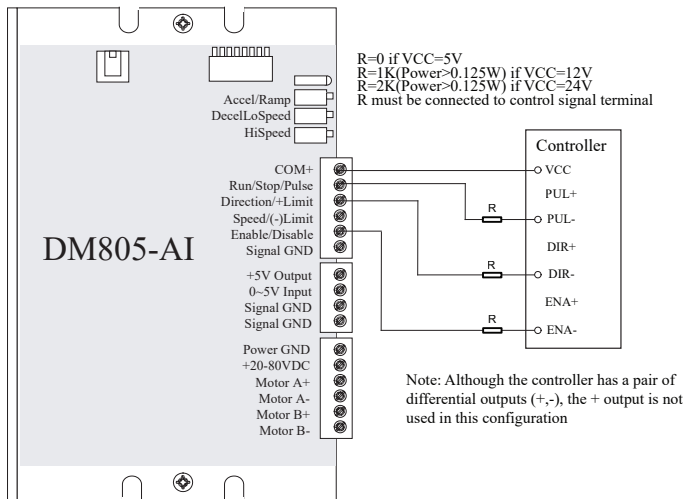 R=0 if VCC=5V
R=1K(Power>0.125W) if VCC=12V
R=2K(Power>0.125W) if VCC=24V
R must be connected to control signal terminal
Accel/Ramp
DecelLoSpeed
HiSpeed
COM+
Run/Stop/Pulse
Direction/+Limit
Speed/(-)Limit
Enable/Disable
Signal GND
DM805-AI
+5V Output
0~5V Input
Signal GND
Signal GND
Power GND
+20-80VDC
Motor A+
Motor A-
Motor B+
Motor B-
Controller
VCC
PUL+
R
PUL-
DIR+
R
DIR-
ENA+
R
ENA-
Note: Although the controller has a pair of
differential outputs (+,-), the + output is not
used in this configuration